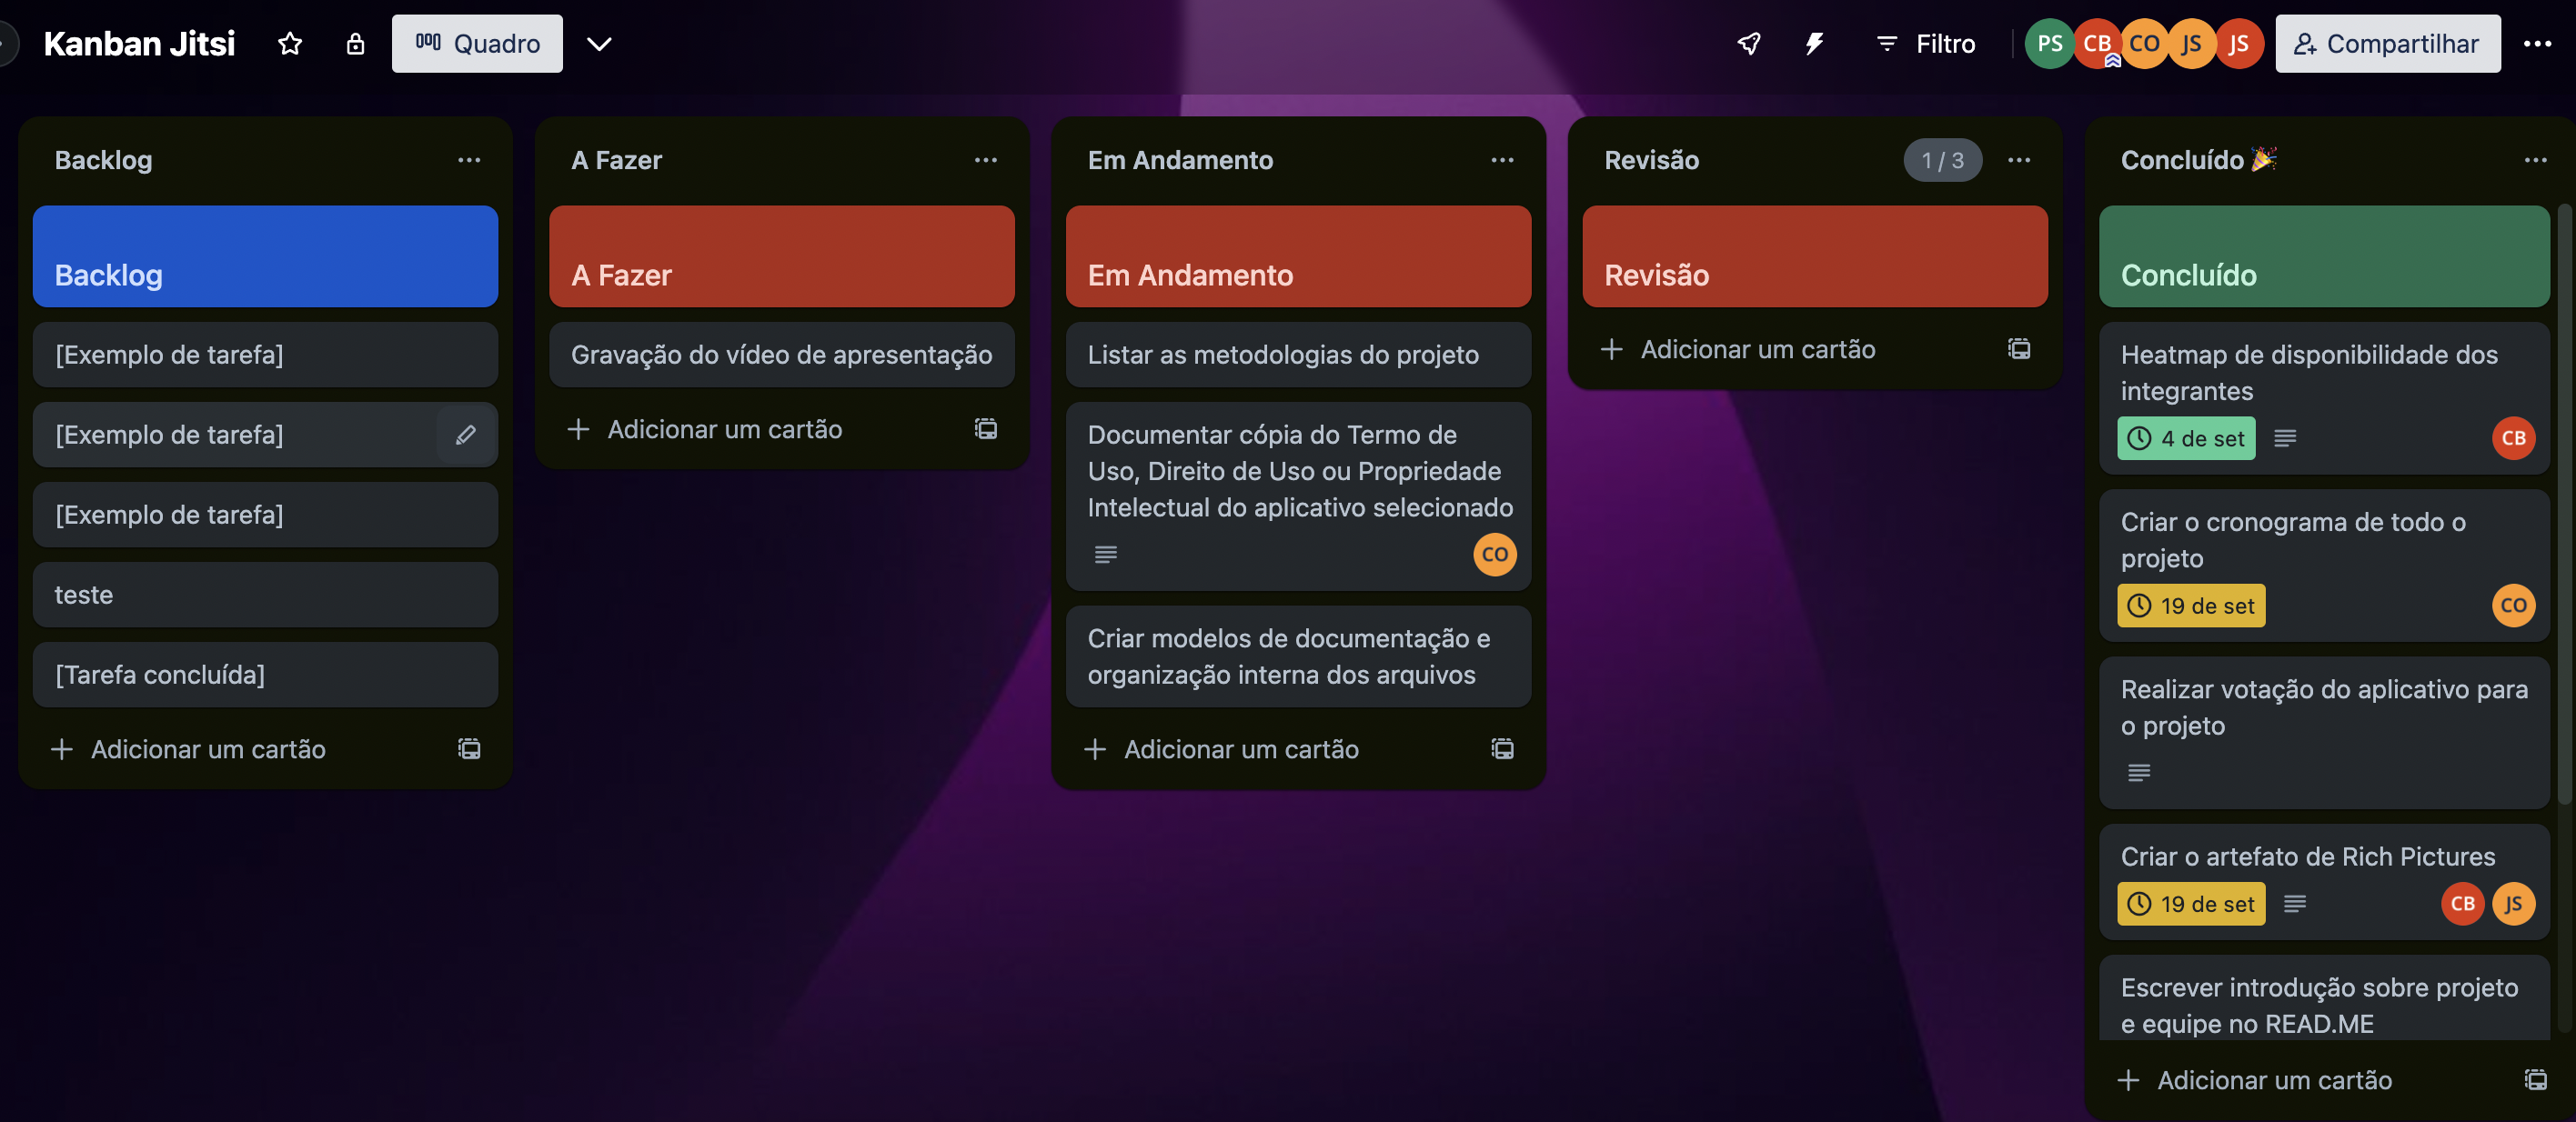 Kanban Jitsi
Quadro
Filtro
PS
CB
CO
JS
JS
Compartilhar
Backlog
Backlog
[Exemplo de tarefa]
[Exemplo de tarefa]
[Exemplo de tarefa]
teste
[Tarefa concluída]
Adicionar um cartão
A Fazer
A Fazer
Gravação do vídeo de apresentação
Adicionar um cartão
Em Andamento
Em Andamento
Listar as metodologias do projeto
Documentar cópia do Termo de
Uso, Direito de Uso ou Propriedade
Intelectual do aplicativo selecionado
CO
Criar modelos de documentação e
organização interna dos arquivos
Adicionar um cartão
Revisão
1 / 3
Revisão
Adicionar um cartão
Concluído 🎉
Concluído
Heatmap de disponibilidade dos
integrantes
4 de set
CB
Criar o cronograma de todo o
projeto
19 de set
CO
Realizar votação do aplicativo para
o projeto
Criar o artefato de Rich Pictures
19 de set
CB
JS
Escrever introdução sobre projeto
e equipe no READ.ME
Adicionar um cartão